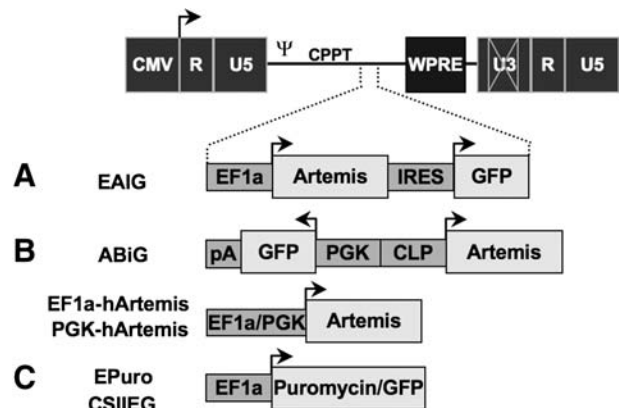 CMV R U5 Ψ CPPT WPRE U3 R U5
A EAIG EF1a Artemis IRES GFP
B ABiG pA GFP PGK CLP Artemis
EF1a-hArtemis
PGK-hArtemis EF1a/PGK Artemis
C EPuro EF1a Puromycin/GFP
CSIIEG